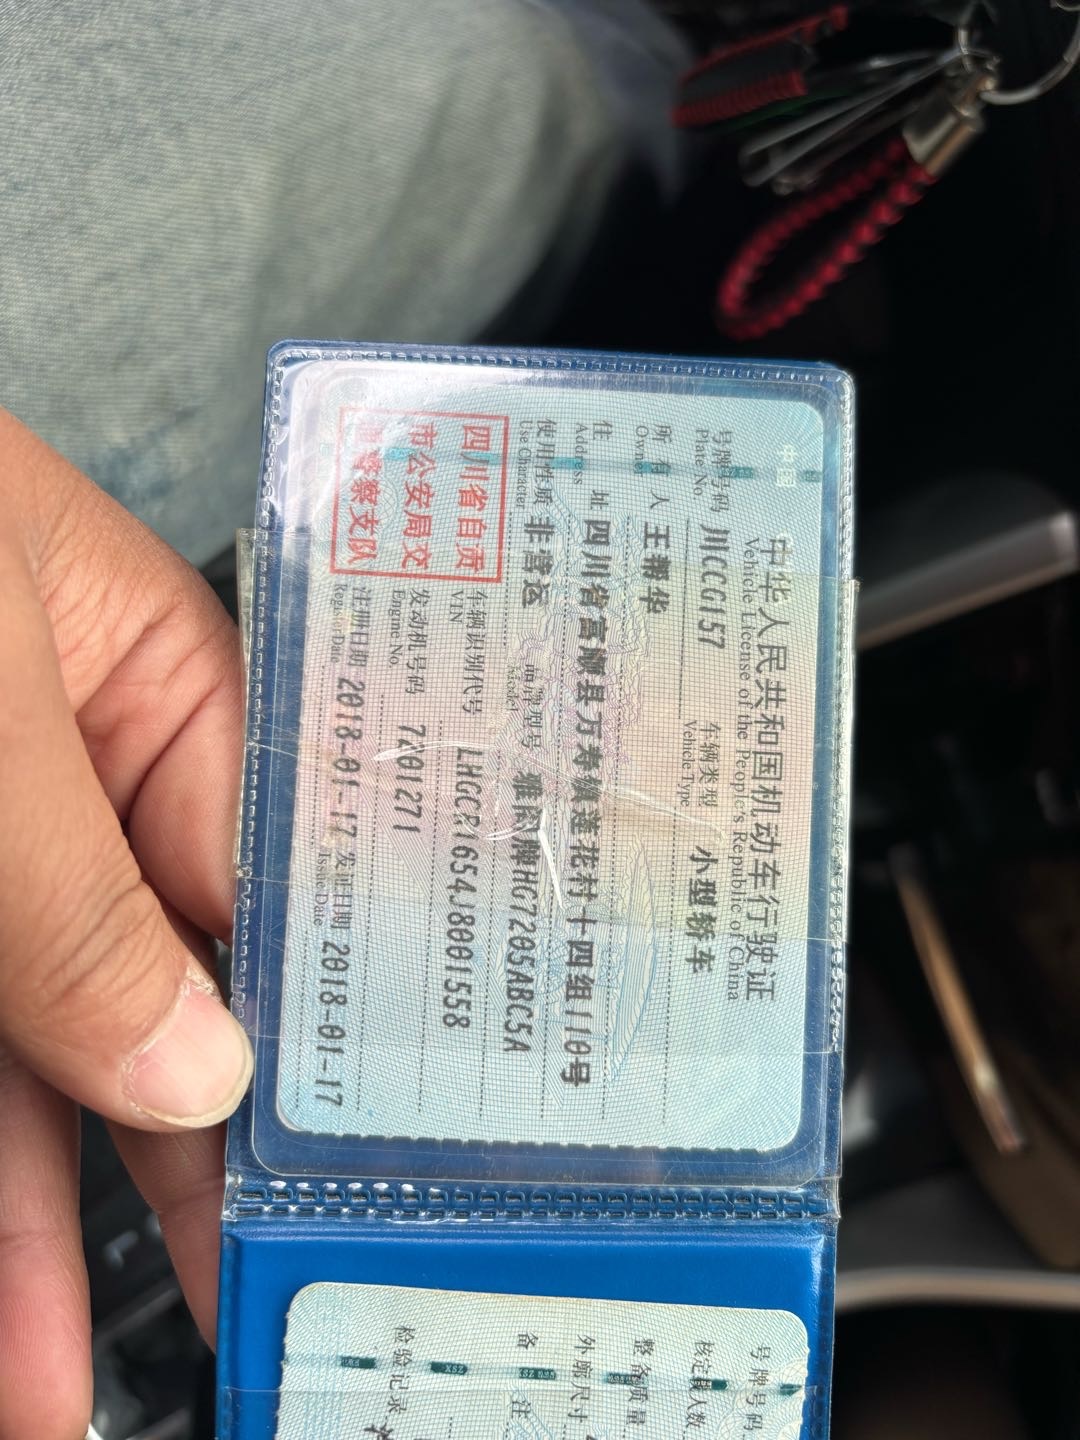 中国
中华人民共和国机动车行驶证
Vehicle License of the People's Republic of China
号牌号码 川CCG157 车辆类型 小型轿车
Plate No. Vehicle Type
所有人 王帮华
Owner
住址 四川省富顺县万寿镇莲花村十四组110号
Address
使用性质 非营运 品牌型号 雅阁牌HG7205ABC5A
Use Character Model
四川省自贡
市公安局交
通警察支队
车辆识别代号 LHGCR1654J8001558
VIN
发动机号码 7401271
Engine No.
注册日期 2018-01-17 发证日期 2018-01-17
Register Date Issue Date
号牌号码
核定载人数
整备质量
外廓尺寸
备 注
检验记录